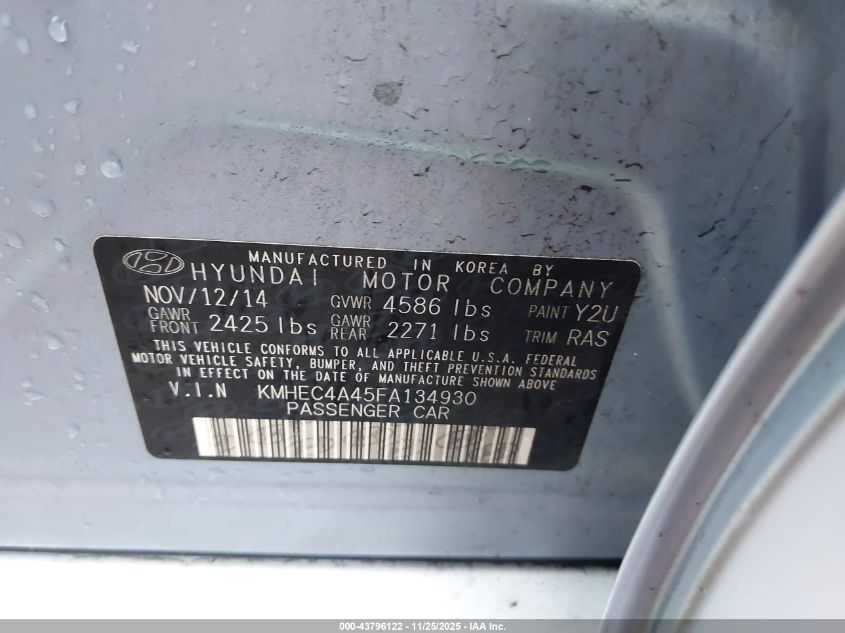 MANUFACTURED IN KOREA BY
HYUNDAI MOTOR COMPANY
NOV/12/14 GVWR 4586 lbs PAINT Y2U
GAWR FRONT 2425 lbs GAWR REAR 2271 lbs TRIM RAS
THIS VEHICLE CONFORMS TO ALL APPLICABLE U.S.A. FEDERAL
MOTOR VEHICLE SAFETY, BUMPER, AND THEFT PREVENTION STANDARDS
IN EFFECT ON THE DATE OF MANUFACTURE SHOWN ABOVE.
V.I.N KMHEC4A45FA134930
PASSENGER CAR
000-43796122 - 11/25/2025 - IAA Inc.